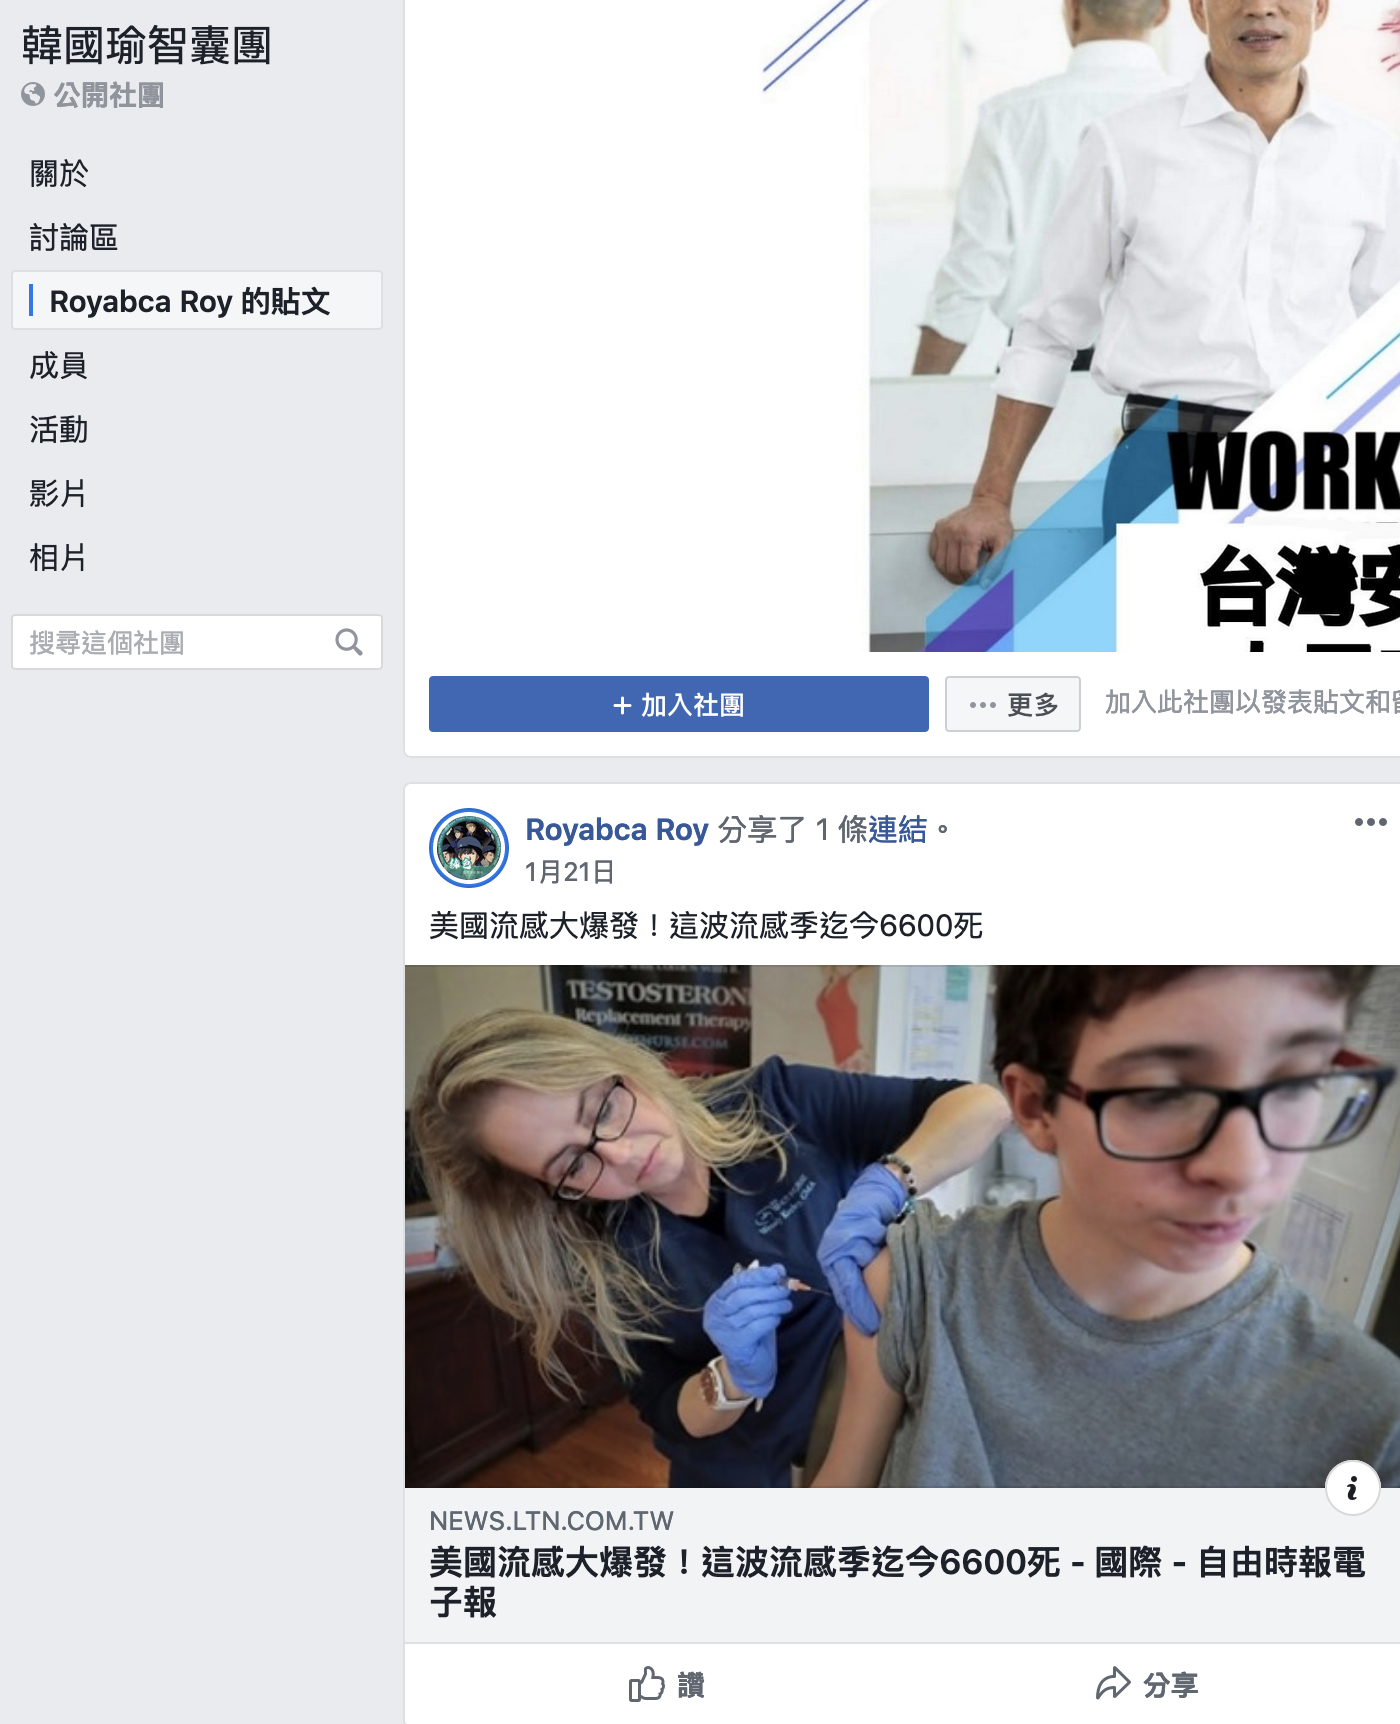 韓國瑜智囊團
公開社團
關於
討論區
Royabca Roy 的貼文
成員
活動
影片
相片
搜尋這個社團
WORK
台灣安
+ 加入社團
··· 更多
加入此社團以發表貼文和留
Royabca Roy 分享了 1 條連結。
1月21日
美國流感大爆發！這波流感季迄今6600死
TESTOSTERON
Replacement Therapy
NURSE.COM
NEWS.LTN.COM.TW
美國流感大爆發！這波流感季迄今6600死 - 國際 - 自由時報電
子報
讚
分享